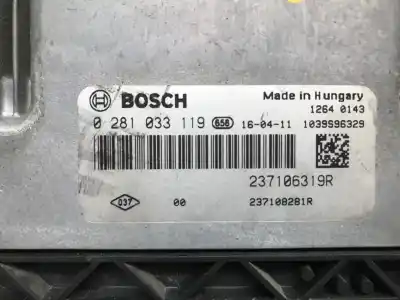 BOSCH
Made in Hungary
1264 0143
0 281 033 119 656 16-04-11 1039S96329
237106319R
037 00 237108281R